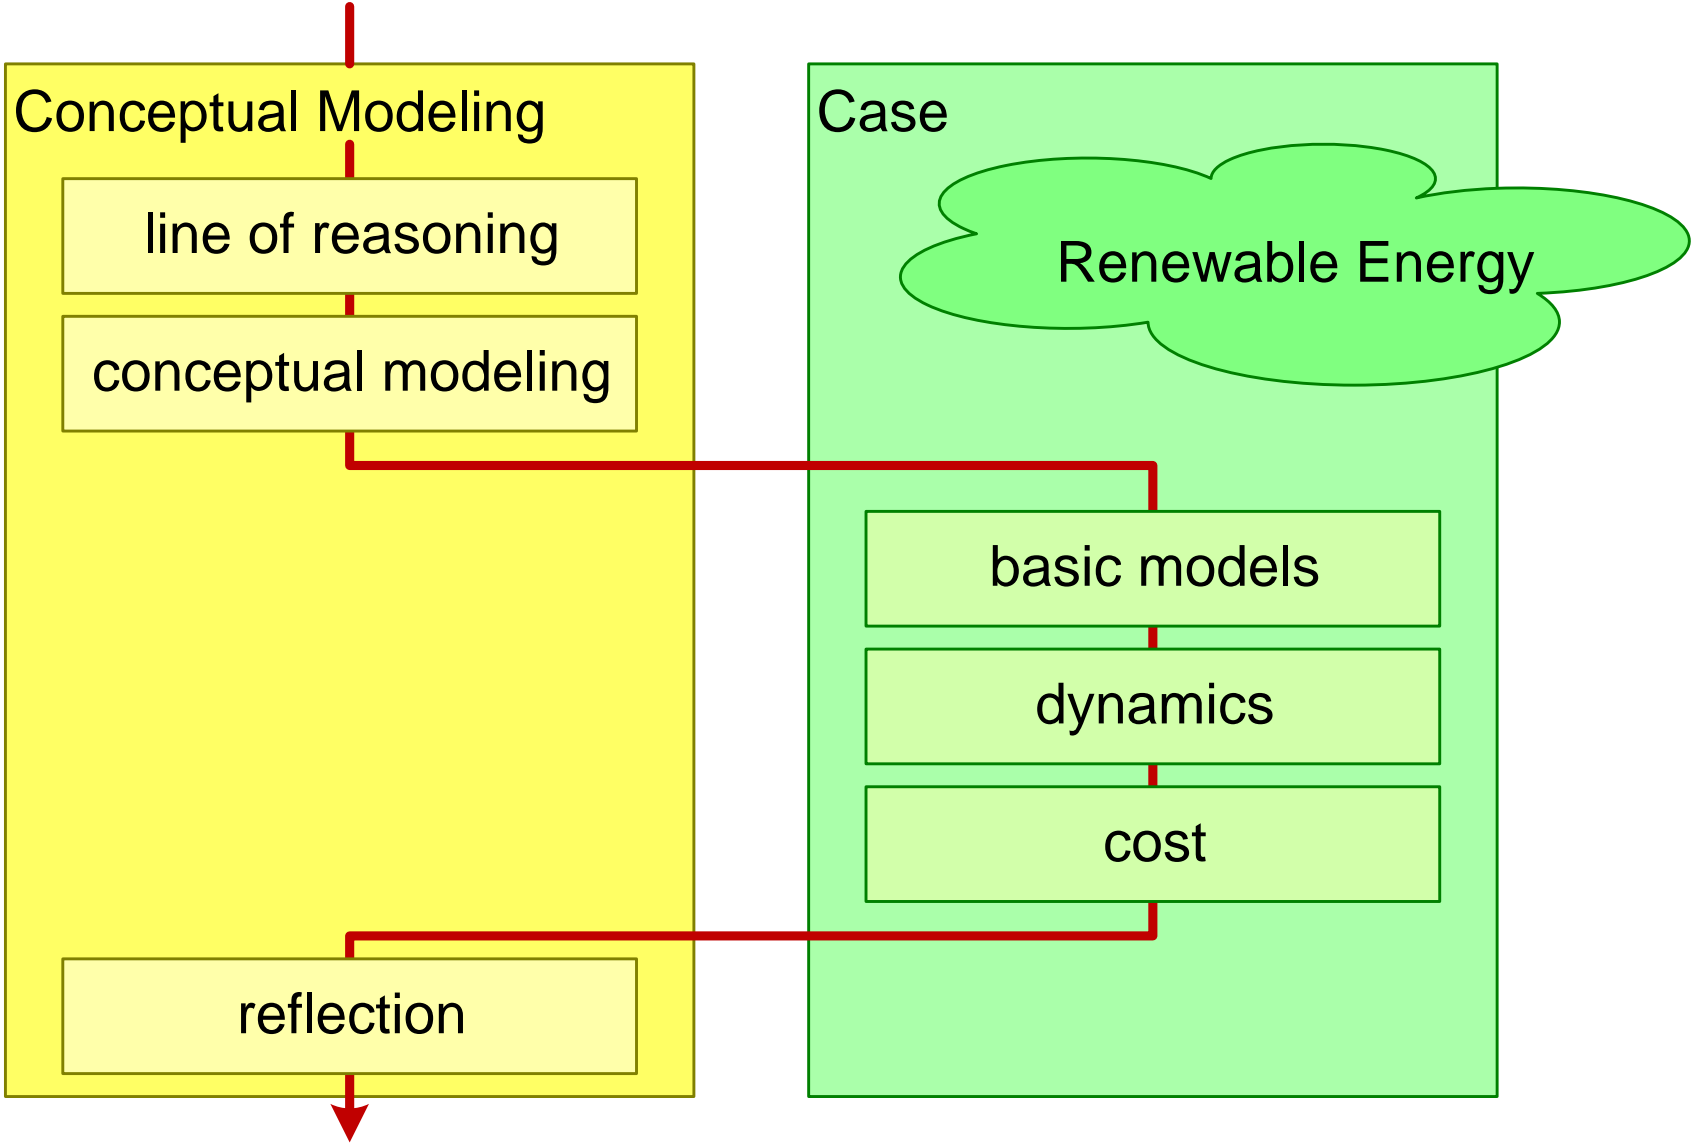 Conceptual Modeling
line of reasoning
conceptual modeling
Case
Renewable Energy
basic models
dynamics
cost
reflection